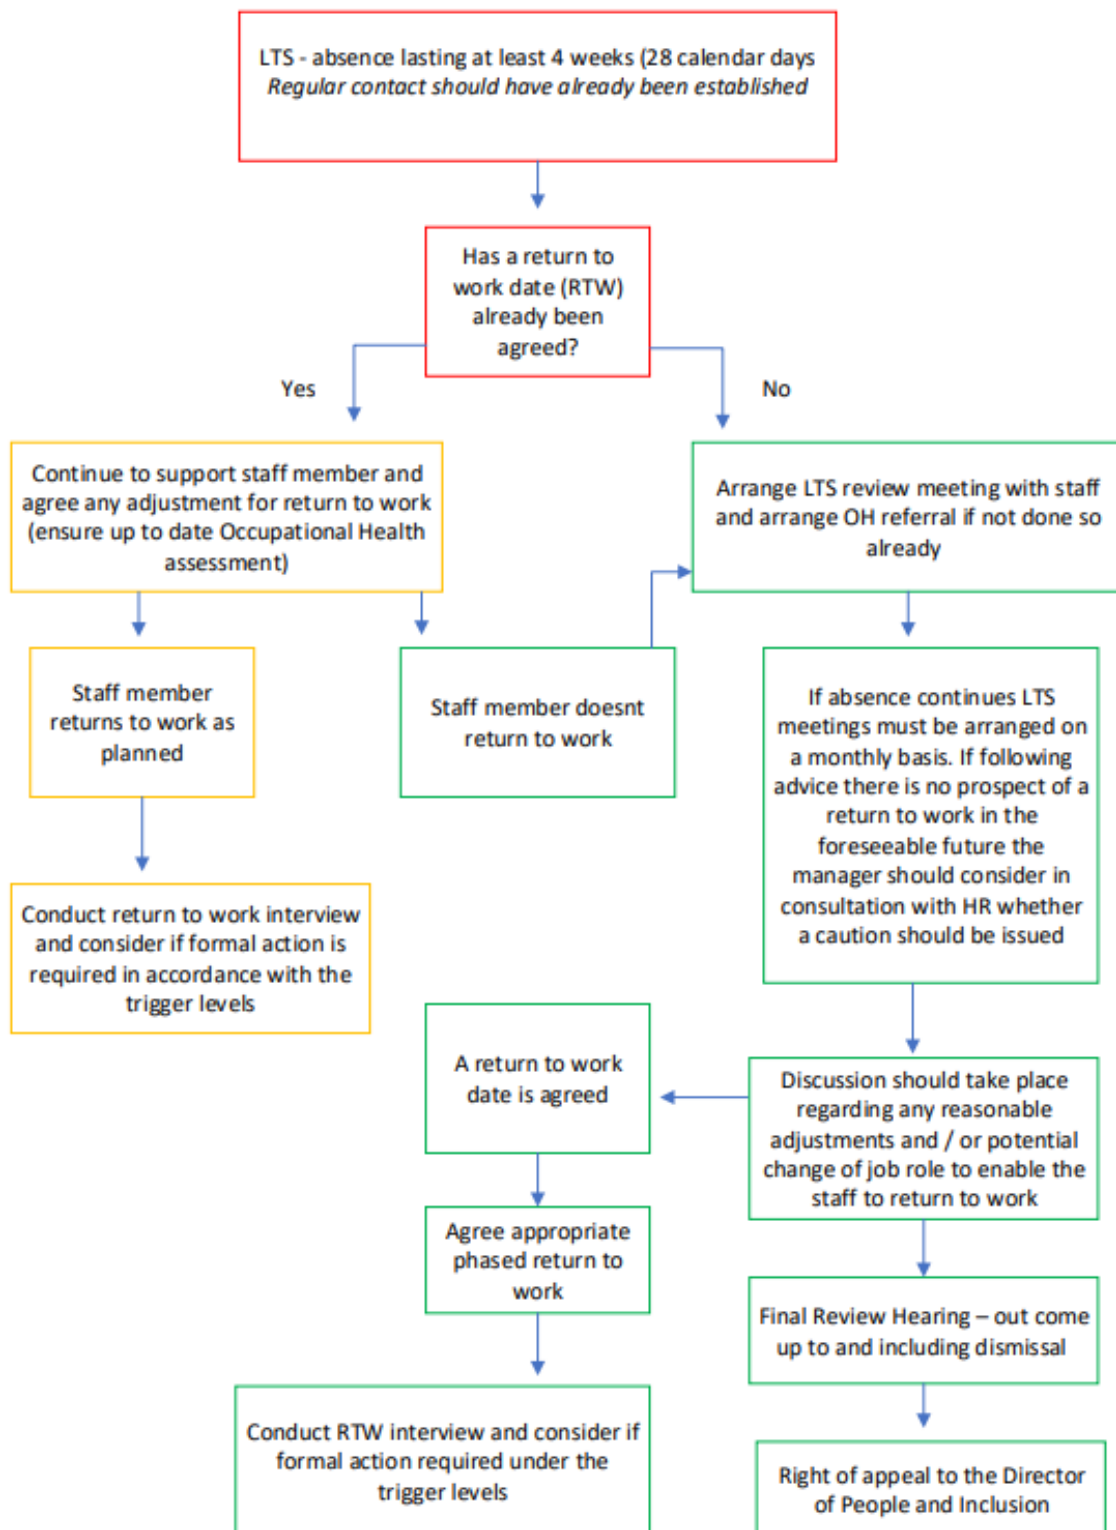 LTS - absence lasting at least 4 weeks (28 calendar days
Regular contact should have already been established
Has a return to
work date (RTW)
already been
agreed?
Yes
No
Continue to support staff member and
agree any adjustment for return to work
(ensure up to date Occupational Health
assessment)
Arrange LTS review meeting with staff
and arrange OH referral if not done so
already
Staff member
returns to work as
planned
Staff member doesnt
return to work
If absence continues LTS
meetings must be arranged on
a monthly basis. If following
advice there is no prospect of a
return to work in the
foreseeable future the
manager should consider in
consultation with HR whether
a caution should be issued
Conduct return to work interview
and consider if formal action is
required in accordance with the
trigger levels
A return to work
date is agreed
Discussion should take place
regarding any reasonable
adjustments and / or potential
change of job role to enable the
staff to return to work
Agree appropriate
phased return to
work
Final Review Hearing – out come
up to and including dismissal
Conduct RTW interview and consider if
formal action required under the
trigger levels
Right of appeal to the Director
of People and Inclusion